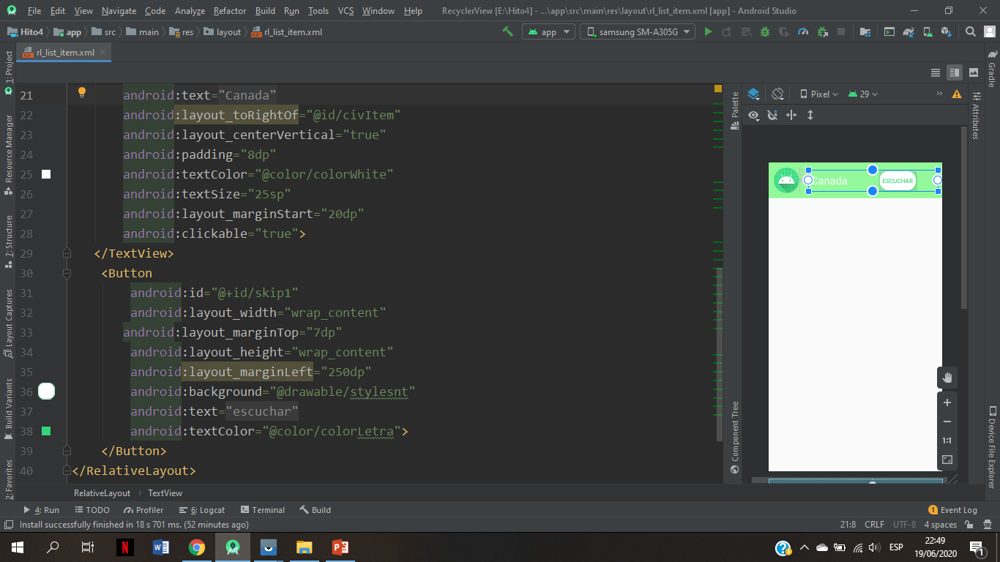 File Edit View Navigate Code Analyze Refactor Build Run Tools VCS Window Help RecyclerView [E:\Hito4] - ...\app\src\main\res\layout\rl_list_item.xml [app] - Android Studio
Hito4 app src main res layout rl_list_item.xml app samsung SM-A305G
rl_list_item.xml
21 android:text="Canada"
22 android:layout_toRightOf="@id/civItem"
23 android:layout_centerVertical="true"
24 android:padding="8dp"
25 android:textColor="@color/colorWhite"
26 android:textSize="25sp"
27 android:layout_marginStart="20dp"
28 android:clickable="true">
29 </TextView>
30 <Button
31 android:id="@+id/skip1"
32 android:layout_width="wrap_content"
33 android:layout_marginTop="7dp"
34 android:layout_height="wrap_content"
35 android:layout_marginLeft="250dp"
36 android:background="@drawable/stylesnt"
37 android:text="escuchar"
38 android:textColor="@color/colorLetra">
39 </Button>
40 </RelativeLayout>
RelativeLayout TextView
1: Project
Resource Manager
7: Structure
Layout Captures
Build Variants
2: Favorites
Palette
Component Tree
Pixel 29
Canada ESCUCHAR
1:1
Gradle
Attributes
Device File Explorer
4: Run TODO Profiler 6: Logcat Terminal Build 1 Event Log
Install successfully finished in 18 s 701 ms. (52 minutes ago) 21:8 CRLF UTF-8 4 spaces
ESP 22:49
19/06/2020 1